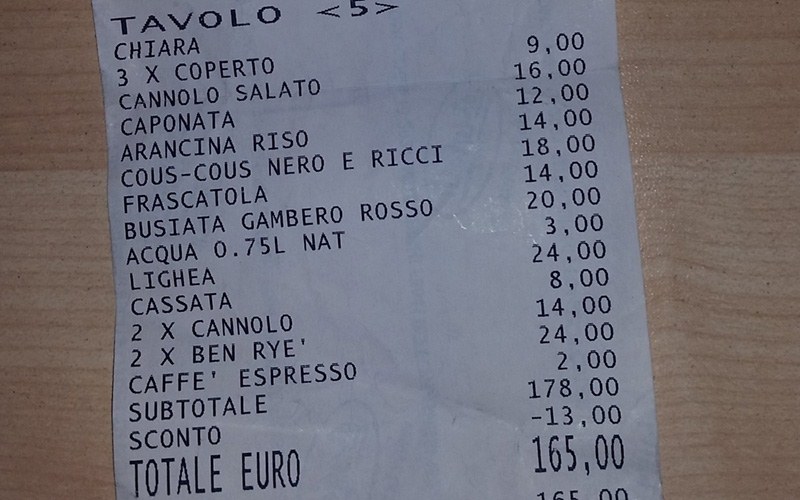 TAVOLO <5>
CHIARA
3 X COPERTO 9,00
CANNOLO SALATO 16,00
CAPONATA 12,00
ARANCINA RISO 14,00
COUS-COUS NERO E RICCI 18,00
FRASCATOLA 14,00
BUSIATA GAMBERO ROSSO 20,00
ACQUA 0.75L NAT 3,00
LIGHEA 24,00
CASSATA 8,00
2 X CANNOLO 14,00
2 X BEN RYE' 24,00
CAFFE' ESPRESSO 2,00
SUBTOTALE 178,00
SCONTO -13,00
TOTALE EURO 165,00
165,00